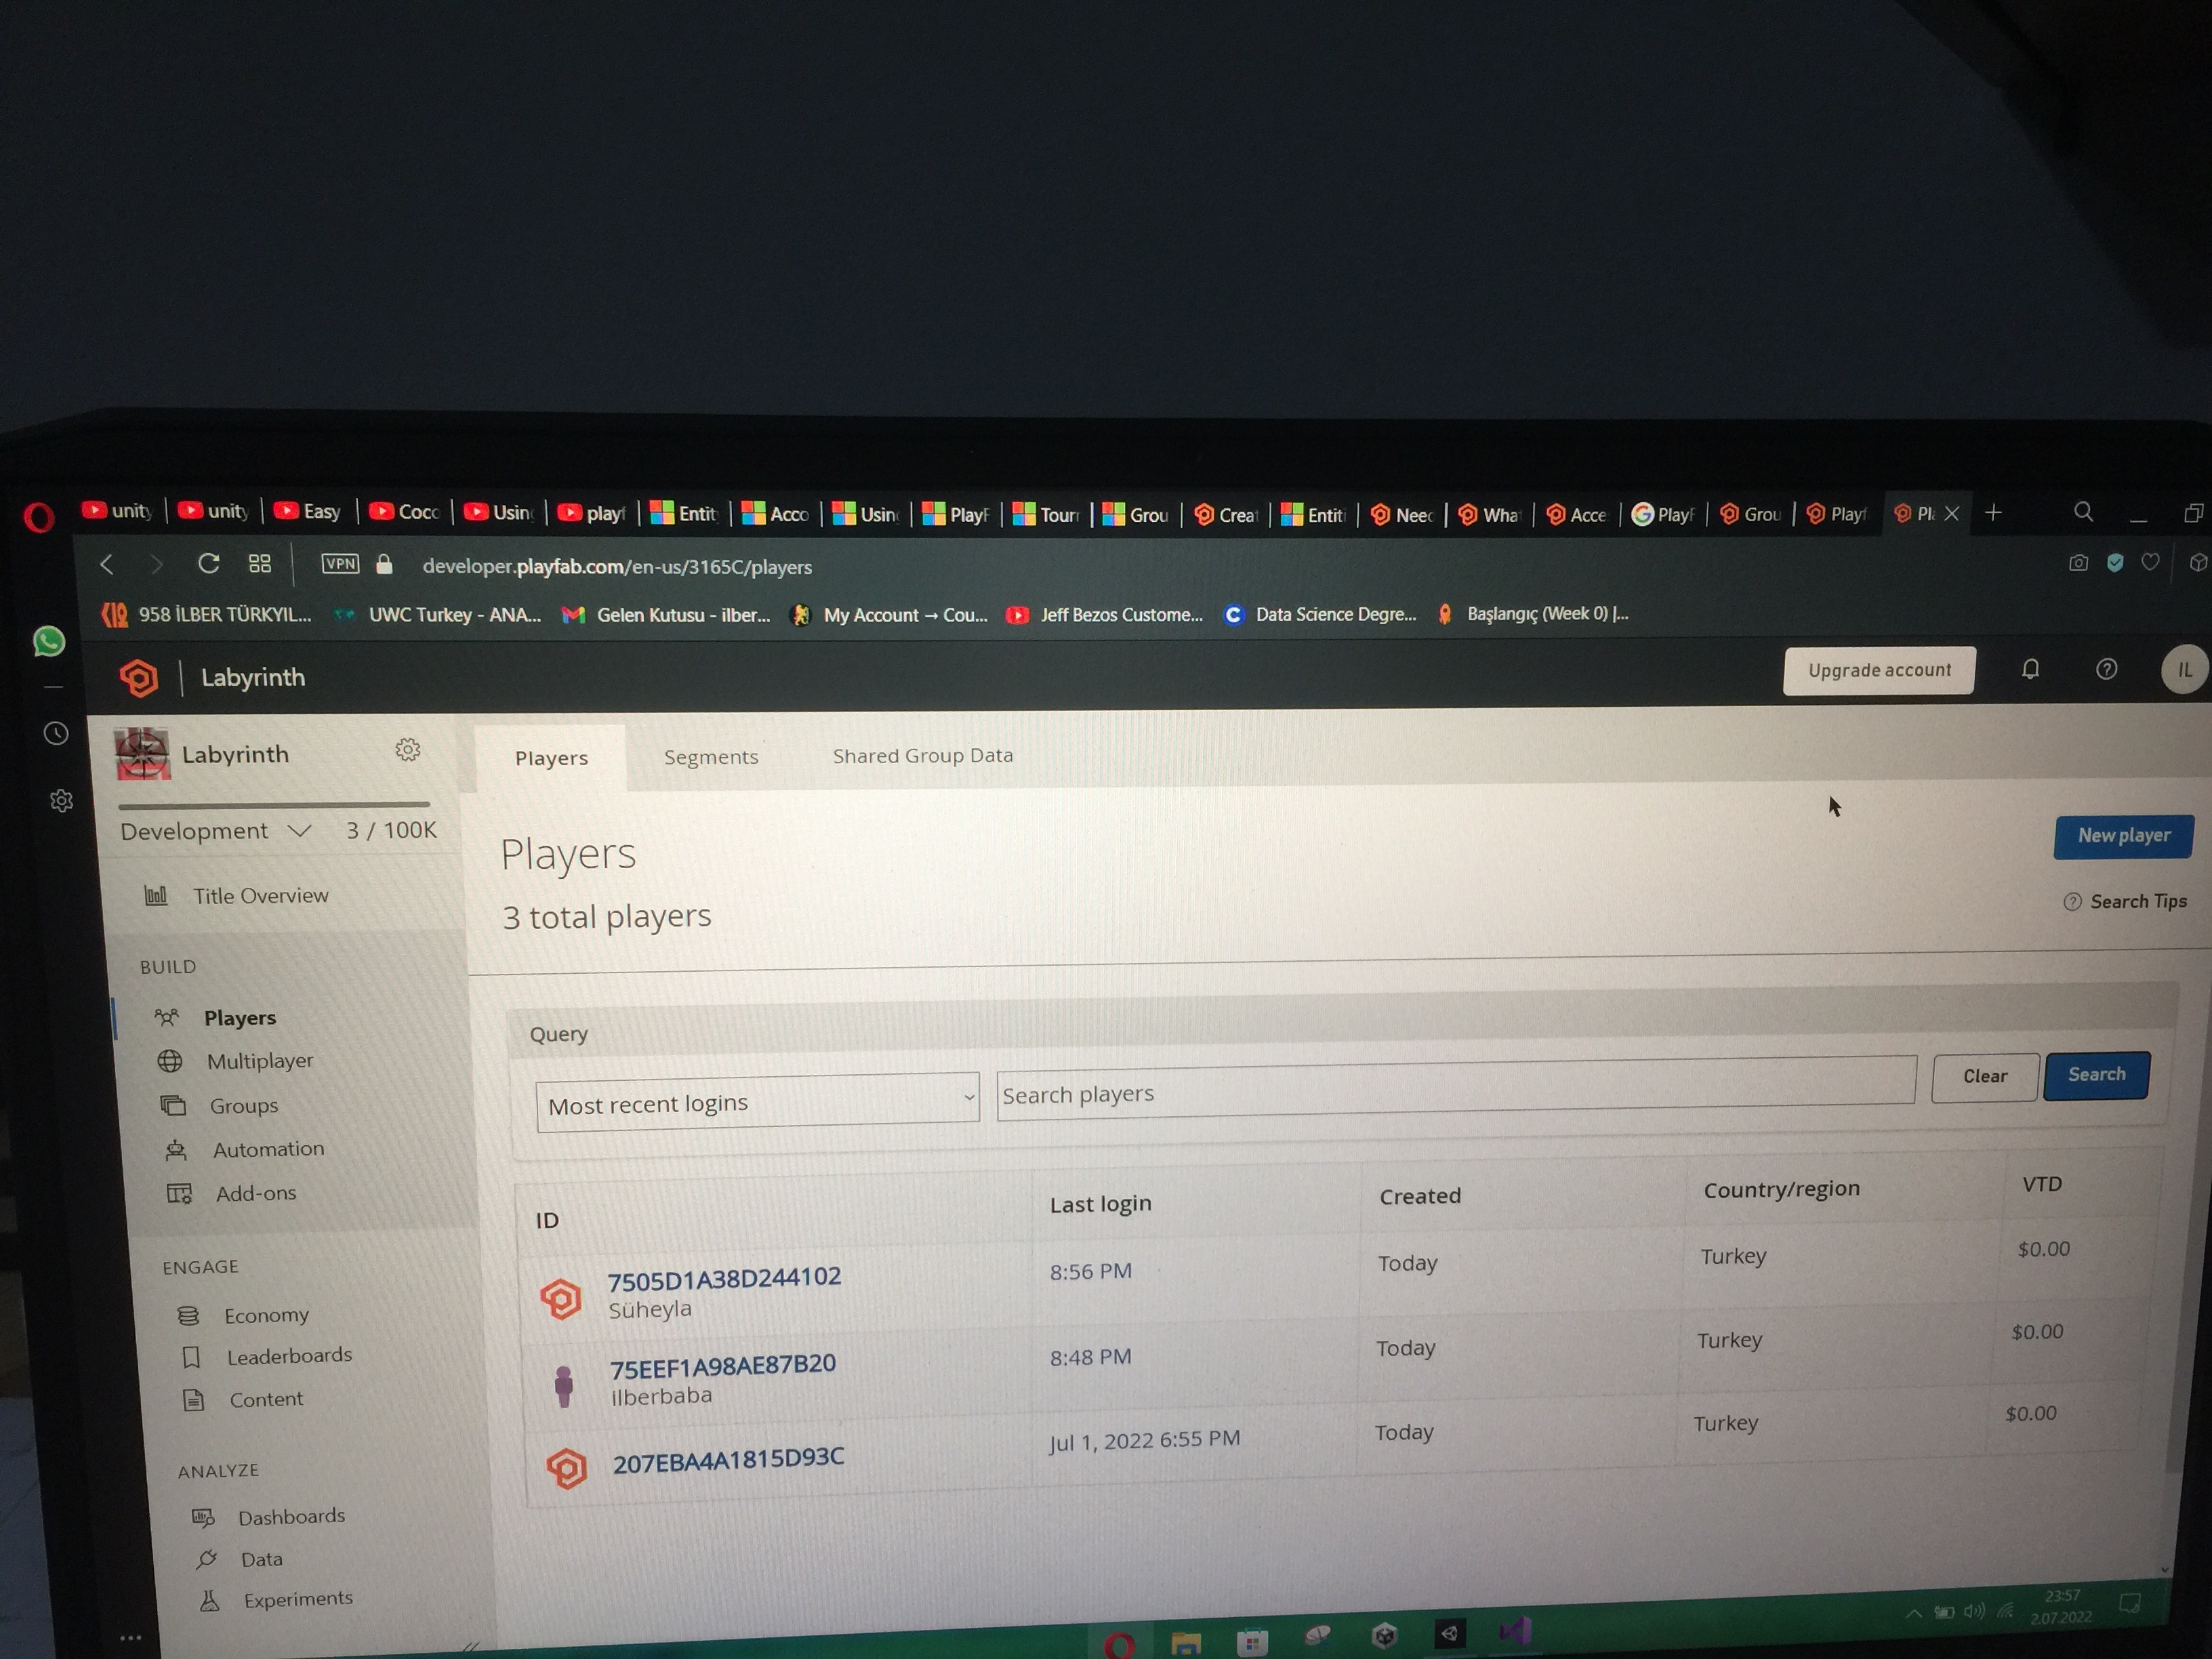 unity unity Easy Coco Using playf Entit Acco Using PlayF Tourr Grou Creat Entiti Neec What Acce PlayF Grou Playf Pla
VPN developer.playfab.com/en-us/3165C/players
958 İLBER TÜRKYIL... UWC Turkey - ANA... Gelen Kutusu - ilber... My Account → Cou... Jeff Bezos Custome... Data Science Degre... Başlangıç (Week 0) |...
Labyrinth Upgrade account IL
Labyrinth
Development 3 / 100K
Title Overview
BUILD
Players
Multiplayer
Groups
Automation
Add-ons
ENGAGE
Economy
Leaderboards
Content
ANALYZE
Dashboards
Data
Experiments
Players Segments Shared Group Data
Players
New player
3 total players
Search Tips
Query
Most recent logins Search players Clear Search
ID Last login Created Country/region VTD
7505D1A38D244102 8:56 PM Today Turkey $0.00
Süheyla
75EEF1A98AE87B20 8:48 PM Today Turkey $0.00
ilberbaba
207EBA4A1815D93C Jul 1, 2022 6:55 PM Today Turkey $0.00
23:57
2.07.2022